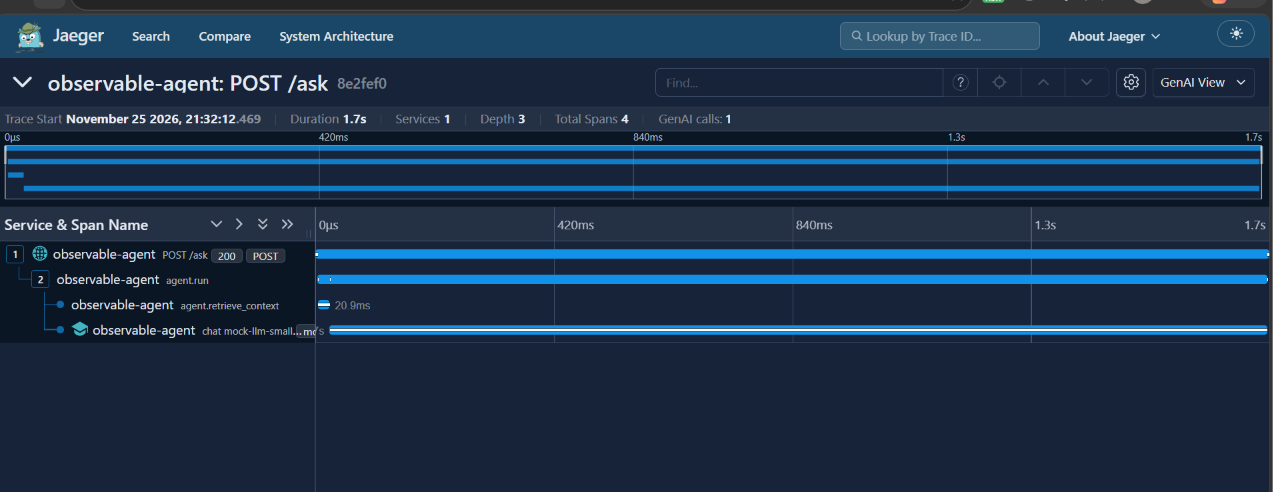 Jaeger Search Compare System Architecture Lookup by Trace ID... About Jaeger
observable-agent: POST /ask 8e2fef0 Find... ? GenAI View
Trace Start November 25 2026, 21:32:12.469 Duration 1.7s Services 1 Depth 3 Total Spans 4 GenAI calls: 1
0μs 420ms 840ms 1.3s 1.7s
Service & Span Name 0μs 420ms 840ms 1.3s 1.7s
1 observable-agent POST /ask 200 POST
2 observable-agent agent.run
observable-agent agent.retrieve_context 20.9ms
observable-agent chat mock-llm-small...